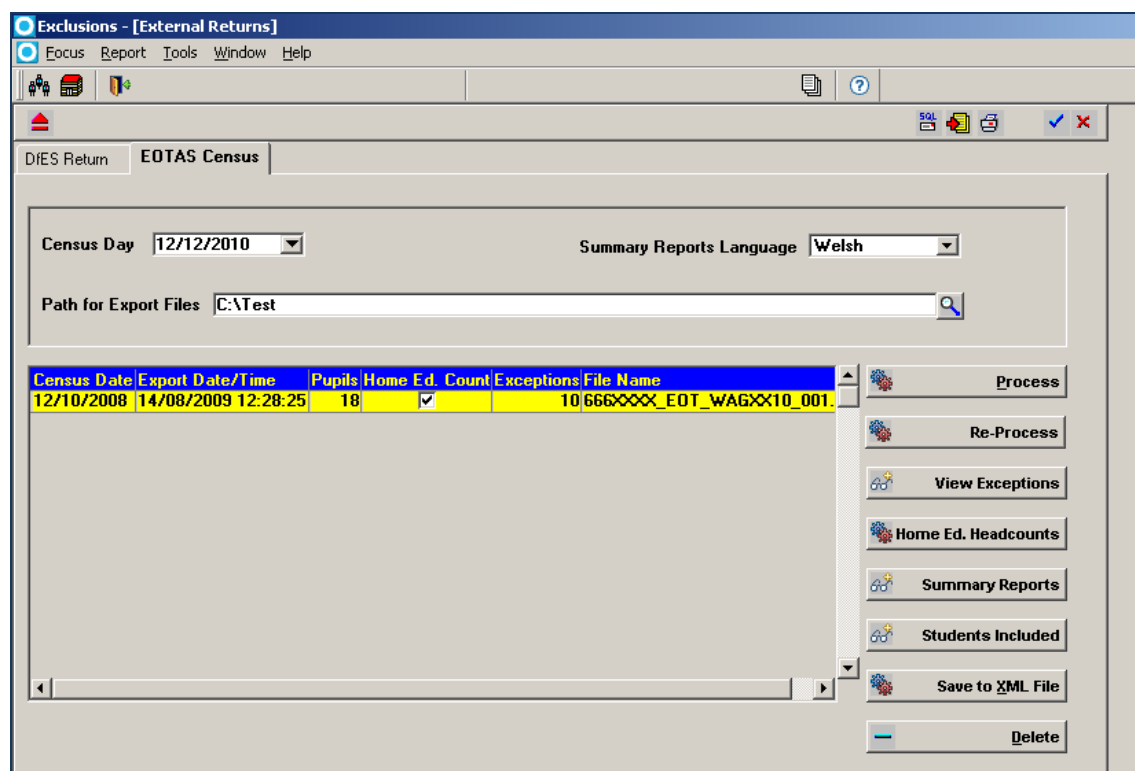 Exclusions - [External Returns]
Focus Report Tools Window Help
SQL
DfES Return EOTAS Census
Census Day 12/12/2010 Summary Reports Language Welsh
Path for Export Files C:\Test
Census Date Export Date/Time Pupils Home Ed. Count Exceptions File Name
12/10/2008 14/08/2009 12:28:25 18 10 666XXXX_EOT_WAGXX10_001.
Process
Re-Process
View Exceptions
Home Ed. Headcounts
Summary Reports
Students Included
Save to XML File
Delete